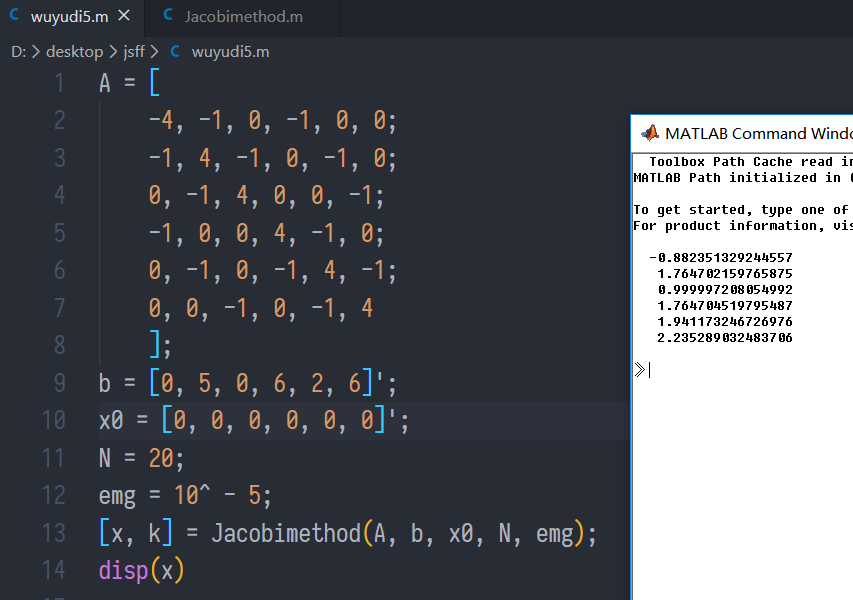 wuyudi5.m
Jacobimethod.m
D: > desktop > jsff > wuyudi5.m
1 A = [
2 -4, -1, 0, -1, 0, 0;
3 -1, 4, -1, 0, -1, 0;
4 0, -1, 4, 0, 0, -1;
5 -1, 0, 0, 4, -1, 0;
6 0, -1, 0, -1, 4, -1;
7 0, 0, -1, 0, -1, 4
8 ];
9 b = [0, 5, 0, 6, 2, 6]';
10 x0 = [0, 0, 0, 0, 0, 0]';
11 N = 20;
12 emg = 10^ - 5;
13 [x, k] = Jacobimethod(A, b, x0, N, emg);
14 disp(x)
MATLAB Command Windo
Toolbox Path Cache read in
MATLAB Path initialized in
To get started, type one of
For product information, vis
-0.882351329244557
1.764702159765875
0.999997208054992
1.764704519795487
1.941173246726976
2.235289032483706
>>